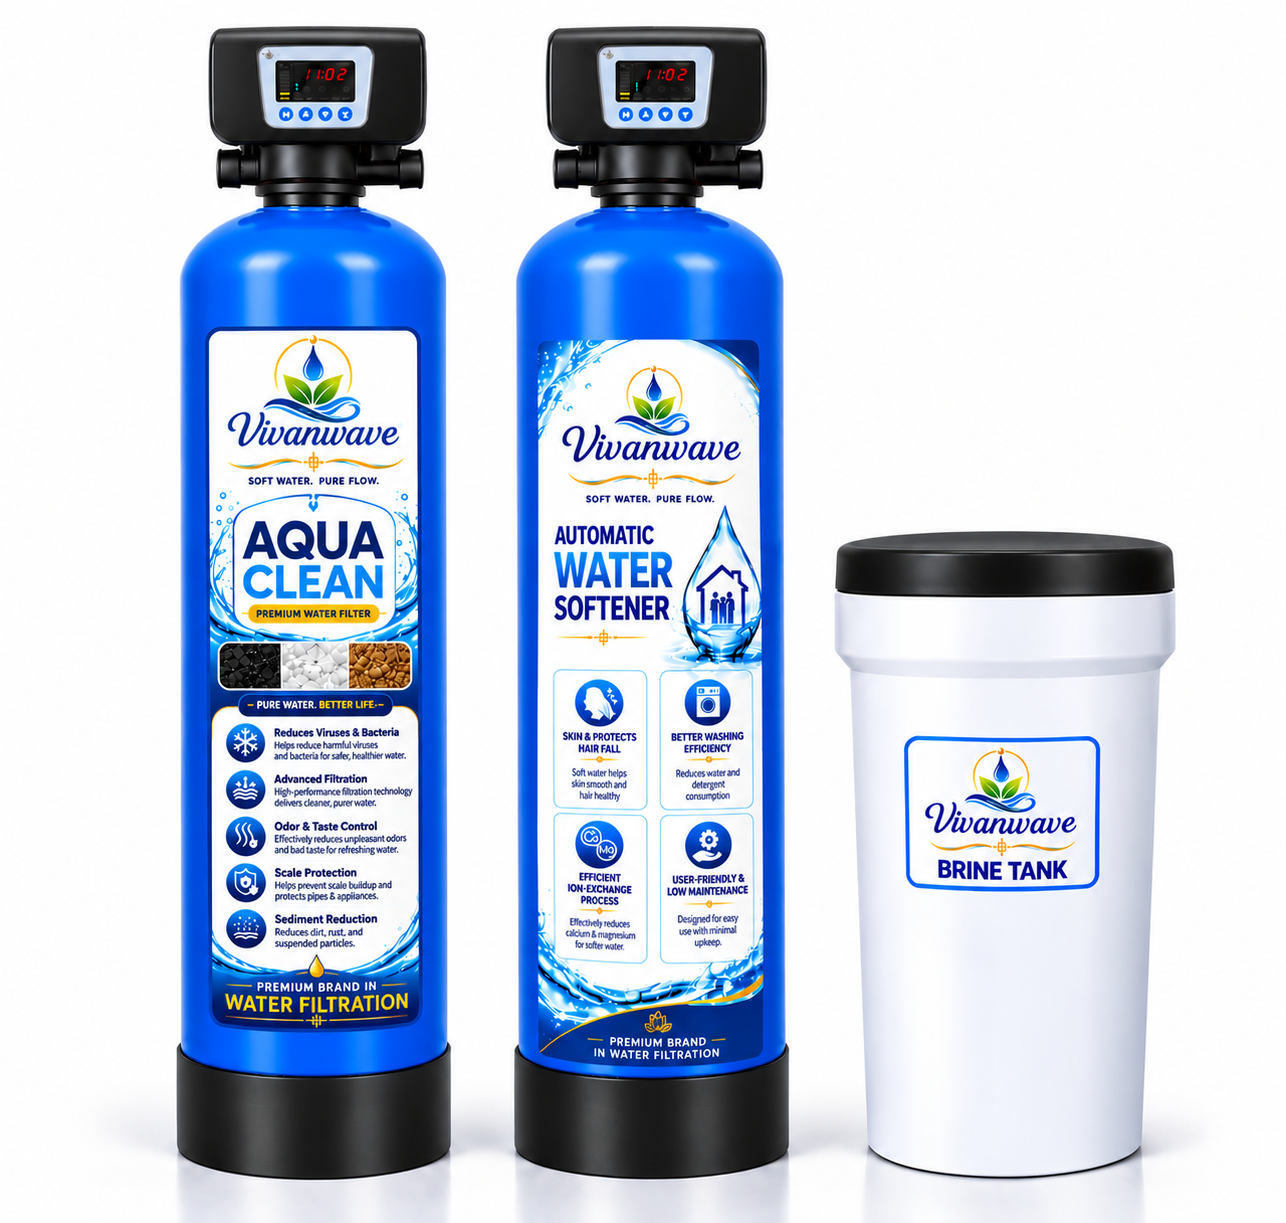 11:02
Vivanwave
SOFT WATER. PURE FLOW.
AQUA
CLEAN
PREMIUM WATER FILTER
PURE WATER. BETTER LIFE.
Reduces Viruses & Bacteria
Helps reduce harmful viruses
and bacteria for safer, healthier water.
Advanced Filtration
High-performance filtration technology
delivers cleaner, purer water.
Odor & Taste Control
Effectively reduces unpleasant odors
and bad taste for refreshing water.
Scale Protection
Helps prevent scale buildup and
protects pipes & appliances.
Sediment Reduction
Reduces dirt, rust, and
suspended particles.
PREMIUM BRAND IN
WATER FILTRATION
11:02
Vivanwave
SOFT WATER. PURE FLOW.
AUTOMATIC
WATER
SOFTENER
SKIN & PROTECTS
HAIR FALL
Soft water helps
skin smooth and
hair healthy
BETTER WASHING
EFFICIENCY
Reduces water and
detergent
consumption
Ca
Mg
EFFICIENT
ION-EXCHANGE
PROCESS
Effectively reduces
calcium & magnesium
for softer water.
USER-FRIENDLY &
LOW MAINTENANCE
Designed for easy
use with minimal
upkeep.
PREMIUM BRAND
IN WATER FILTRATION
Vivanwave
BRINE TANK